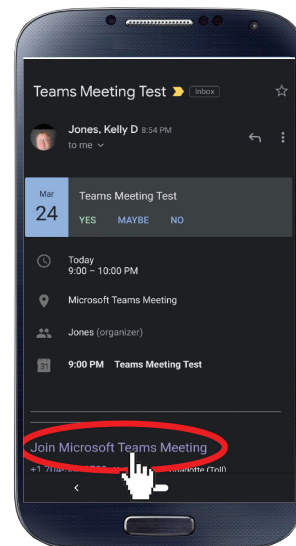 Teams Meeting Test Inbox
Jones, Kelly D 8:54 PM
to me
Mar
24
Teams Meeting Test
YES MAYBE NO
Today
9:00 – 10:00 PM
Microsoft Teams Meeting
Jones (organizer)
31
9:00 PM Teams Meeting Test
Join Microsoft Teams Meeting
(Toll)